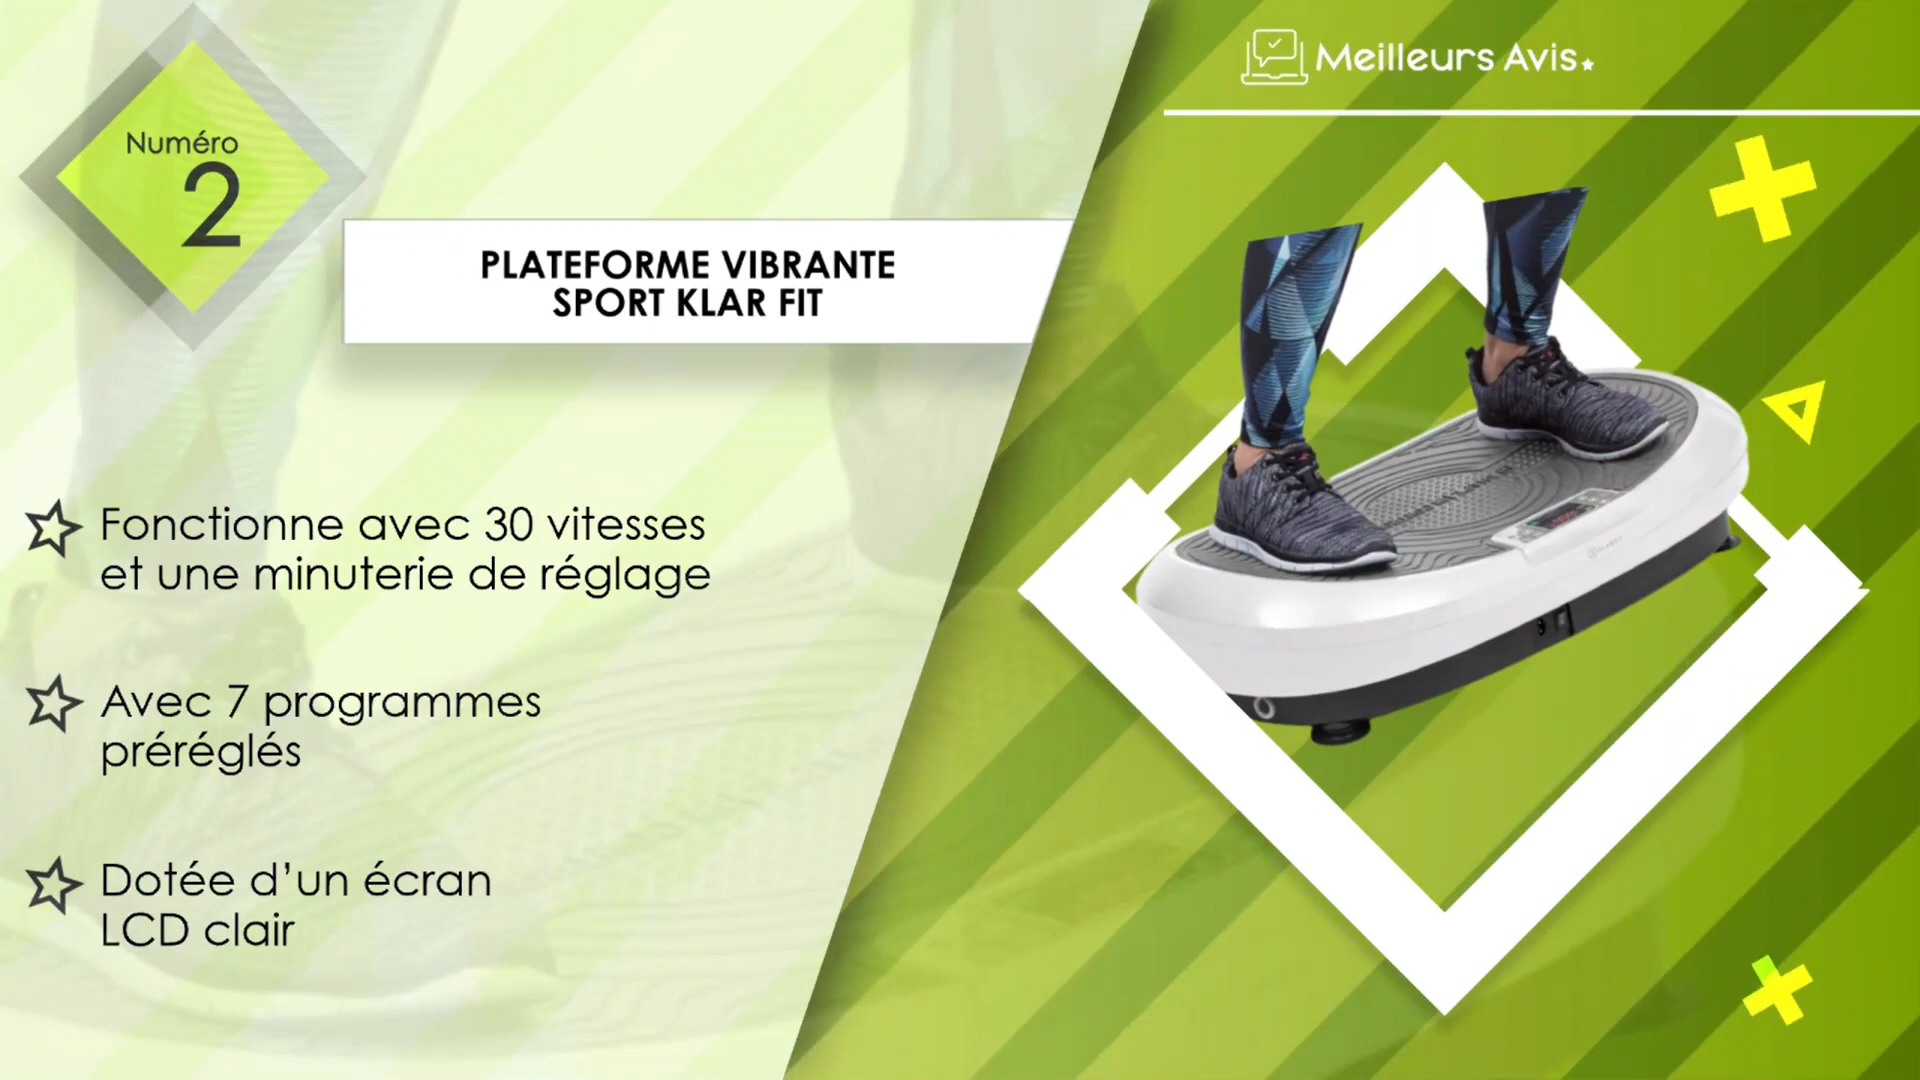 Numéro
2
PLATEFORME VIBRANTE
SPORT KLAR FIT
Fonctionne avec 30 vitesses
et une minuterie de réglage
Avec 7 programmes
préréglés
Dotée d’un écran
LCD clair
Meilleurs Avis